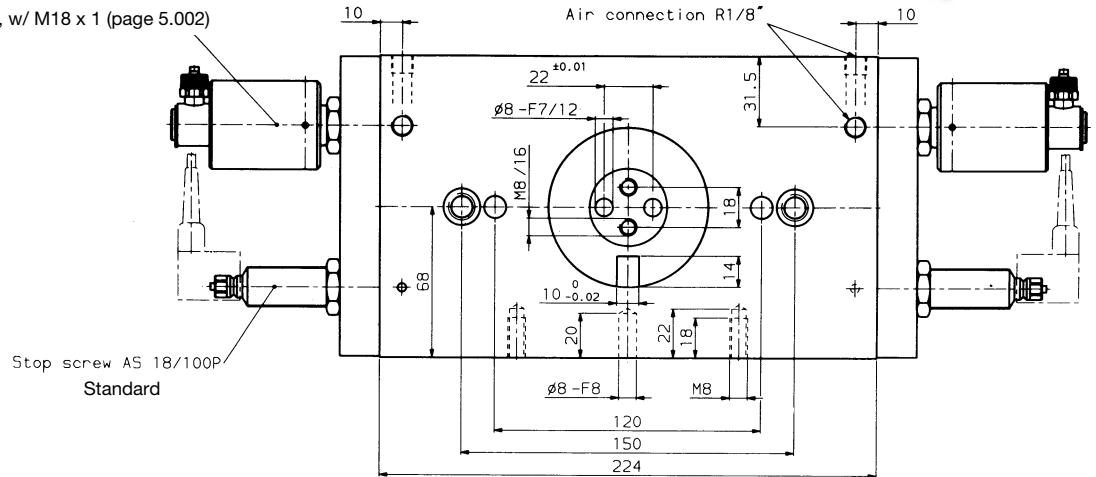 , w/ M18 x 1 (page 5.002)
10
Air connection R1/8"
10
22 ±0.01
31.5
ø8-F7/12
M8/16
18
68
14
10 0 -0.02
20
22
18
Stop screw AS 18/100P
Standard
ø8-F8
M8
120
150
224